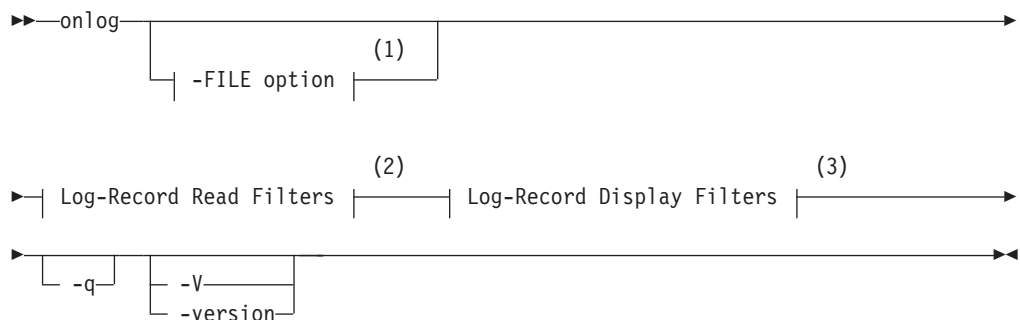 onlog
(1)
-FILE option
(2) (3)
Log-Record Read Filters Log-Record Display Filters
-q -V
-version